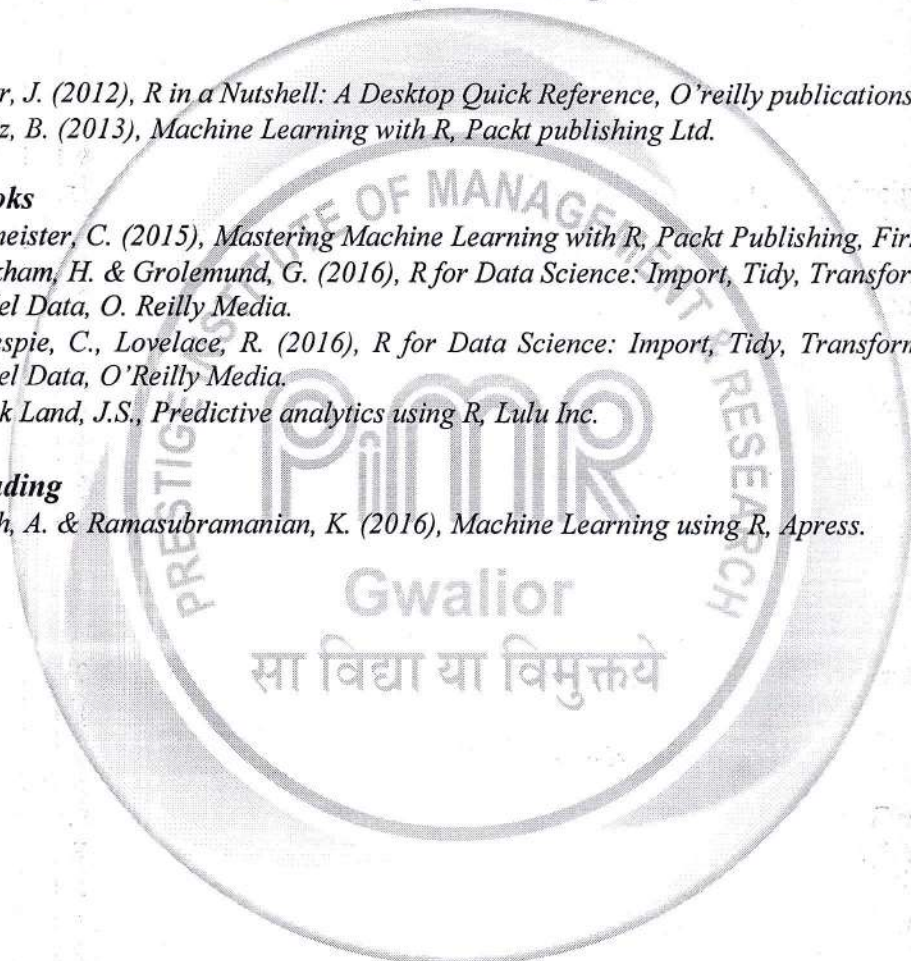 r, J. (2012), R in a Nutshell: A Desktop Quick Reference, O'reilly publications
z, B. (2013), Machine Learning with R, Packt publishing Ltd.
oks
neister, C. (2015), Mastering Machine Learning with R, Packt Publishing, Fir
kham, H. & Grolemund, G. (2016), R for Data Science: Import, Tidy, Transfor
el Data, O. Reilly Media.
espie, C., Lovelace, R. (2016), R for Data Science: Import, Tidy, Transform
el Data, O'Reilly Media.
k Land, J.S., Predictive analytics using R, Lulu Inc.
ding
h, A. & Ramasubramanian, K. (2016), Machine Learning using R, Apress.
PRESTIGE INSTITUTE OF MANAGEMENT & RESEARCH
PiMR
Gwalior
सा विद्या या विमुक्तये